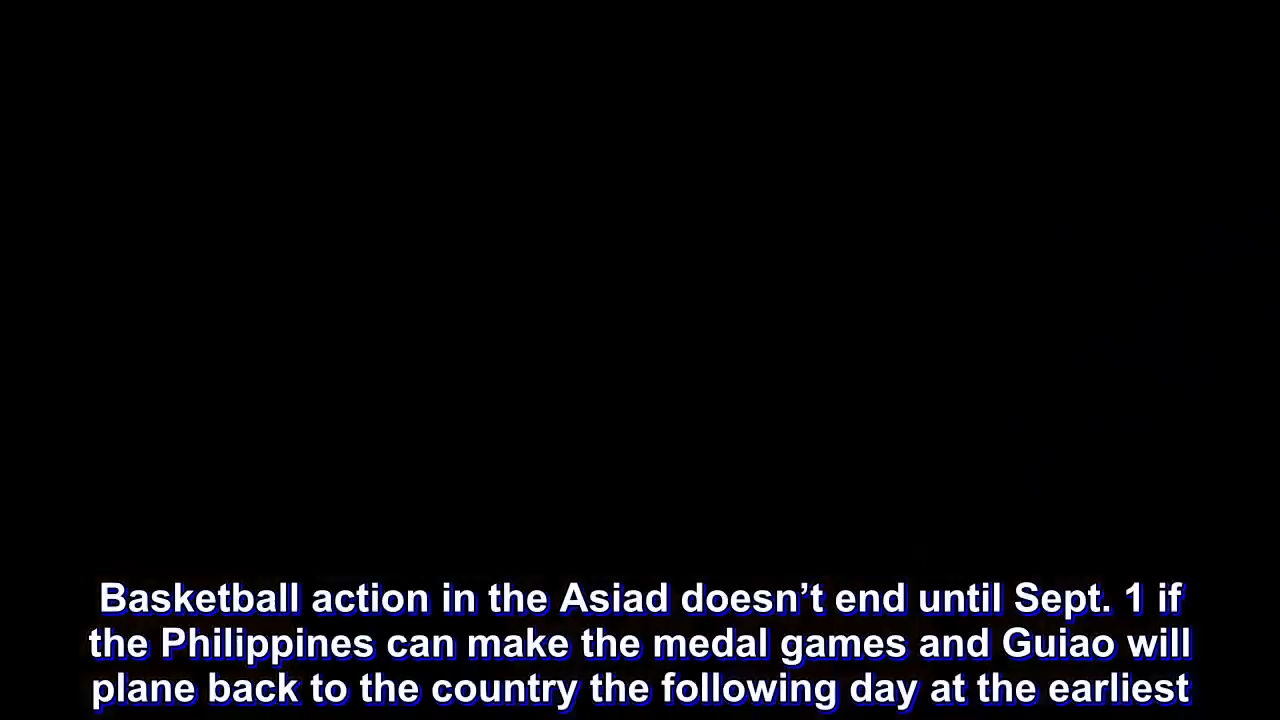 Basketball action in the Asiad doesn’t end until Sept. 1 if
the Philippines can make the medal games and Guiao will
plane back to the country the following day at the earliest